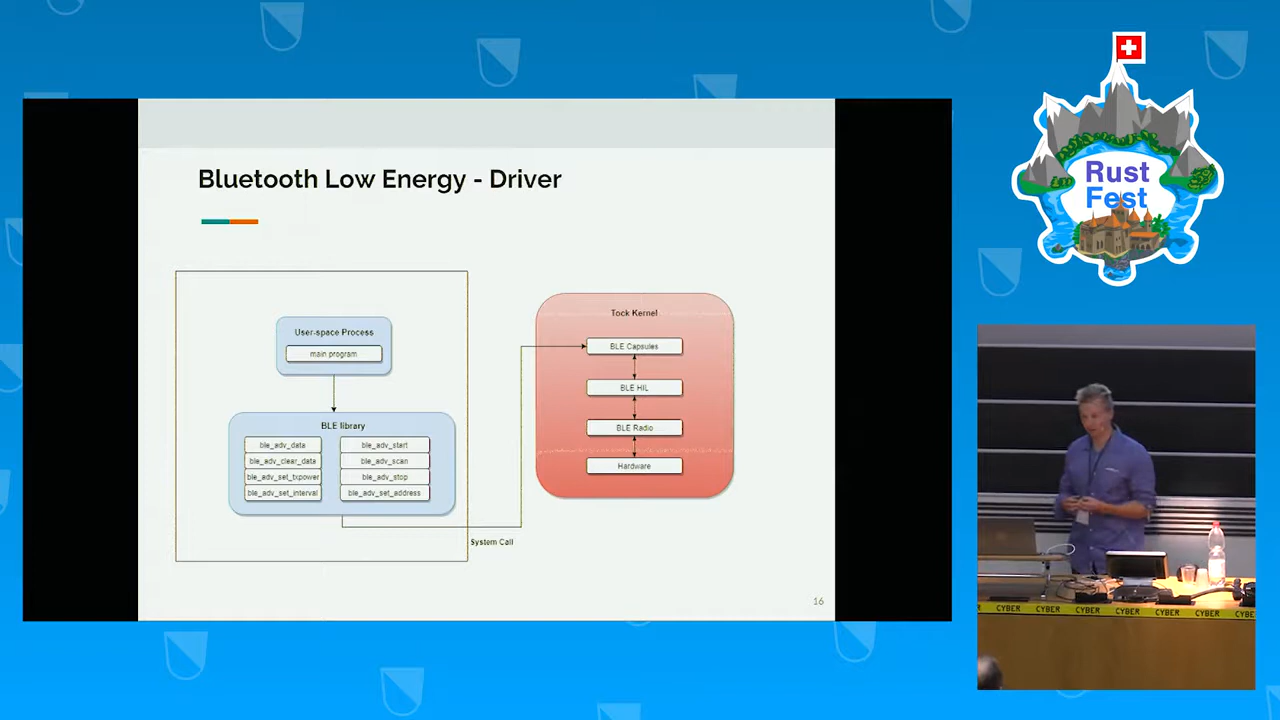 Bluetooth Low Energy - Driver
User-space Process
main program
BLE library
ble_adv_data
ble_adv_start
ble_adv_clear_data
ble_adv_scan
ble_adv_set_txpower
ble_adv_stop
ble_adv_set_interval
ble_adv_set_address
System Call
Tock Kernel
BLE Capsules
BLE HIL
BLE Radio
Hardware
16
Rust
Fest
CYBER CYBER CYBER CYBER CYBER CYBER CYBER